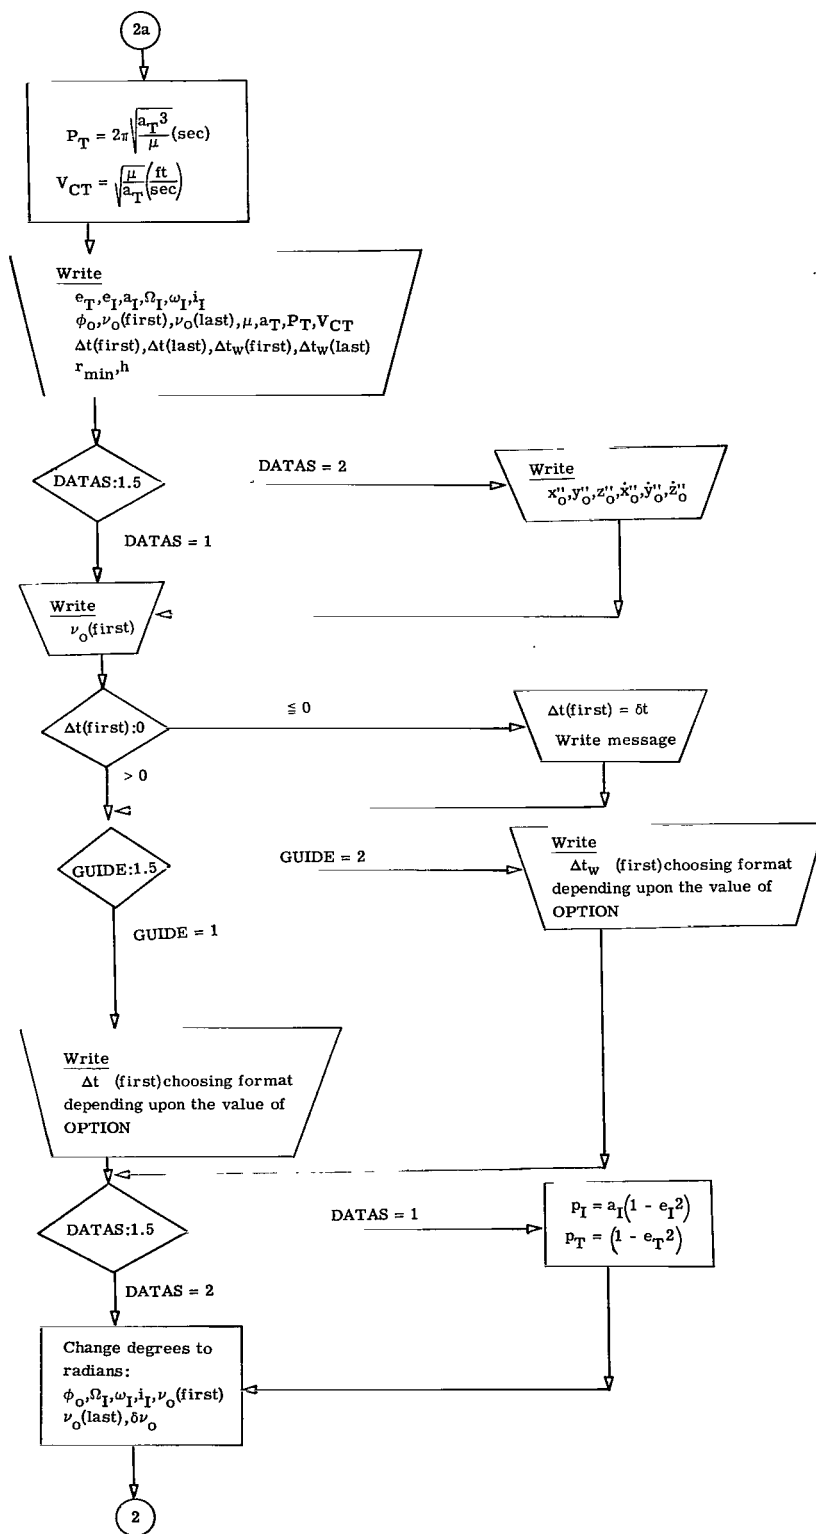 2a
P_T = 2π√(a_T³/μ) (sec)
V_CT = √(μ/a_T) (ft/sec)
Write
e_T,e_I,a_I,Ω_I,ω_I,i_I
ϕ_o,ν_o(first),ν_o(last),μ,a_T,P_T,V_CT
Δt(first),Δt(last),Δt_w(first),Δt_w(last)
r_min,h
DATAS:1.5
DATAS = 2
Write
x''_o,y''_o,z''_o,ẋ''_o,ẏ''_o,ż''_o
DATAS = 1
Write
ν_o(first)
Δt(first):0
≦ 0
Δt(first) = δt
Write message
> 0
GUIDE:1.5
GUIDE = 2
Write
Δt_w (first)choosing format
depending upon the value of
OPTION
GUIDE = 1
Write
Δt (first)choosing format
depending upon the value of
OPTION
DATAS:1.5
DATAS = 1
p_I = a_I(1 - e_I²)
p_T = (1 - e_T²)
DATAS = 2
Change degrees to
radians:
ϕ_o,Ω_I,ω_I,i_I,ν_o(first)
ν_o(last),δν_o
2